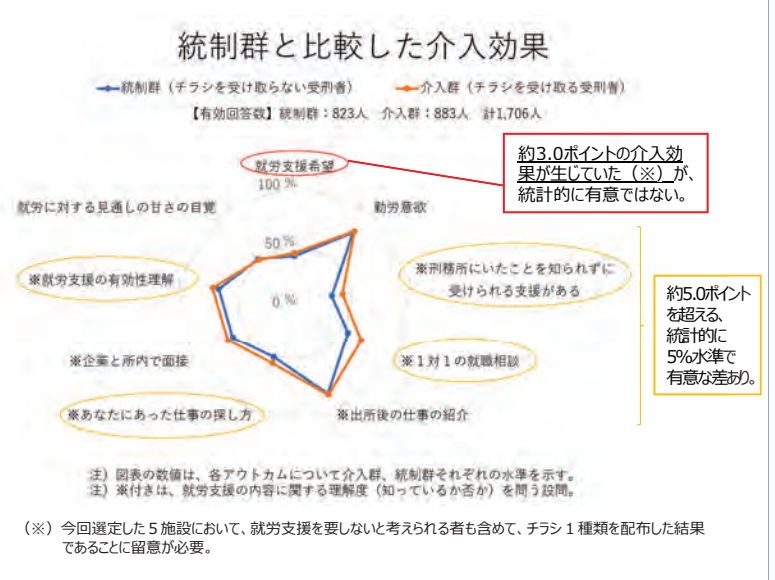 統制群と比較した介入効果
統制群（チラシを受け取らない受刑者）　介入群（チラシを受け取る受刑者）
【有効回答数】統制群：823人　介入群：883人　計1,706人
就労支援希望
100 %
約3.0ポイントの介入効
果が生じていた（※）が、
統計的に有意ではない。
就労に対する見通しの甘さの自覚
勤労意欲
50 %
※就労支援の有効性理解
※刑務所にいたことを知られずに
受けられる支援がある
0 %
約5.0ポイント
を超える、
統計的に
5%水準で
有意な差あり。
※企業と所内で面接
※１対１の就職相談
※あなたにあった仕事の探し方
※出所後の仕事の紹介
注）図表の数値は、各アウトカムについて介入群、統制群それぞれの水準を示す。
注）※付きは、就労支援の内容に関する理解度（知っているか否か）を問う設問。
（※）今回選定した５施設において、就労支援を要しないと考えられる者も含めて、チラシ１種類を配布した結果
であることに留意が必要。